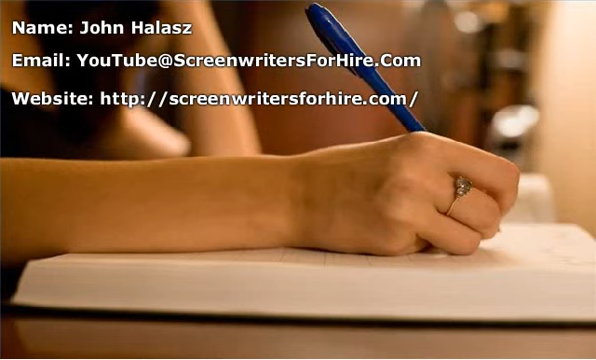 Name: John Halasz
Email: YouTube@ScreenwritersForHire.Com
Website: http://screenwritersforhire.com/